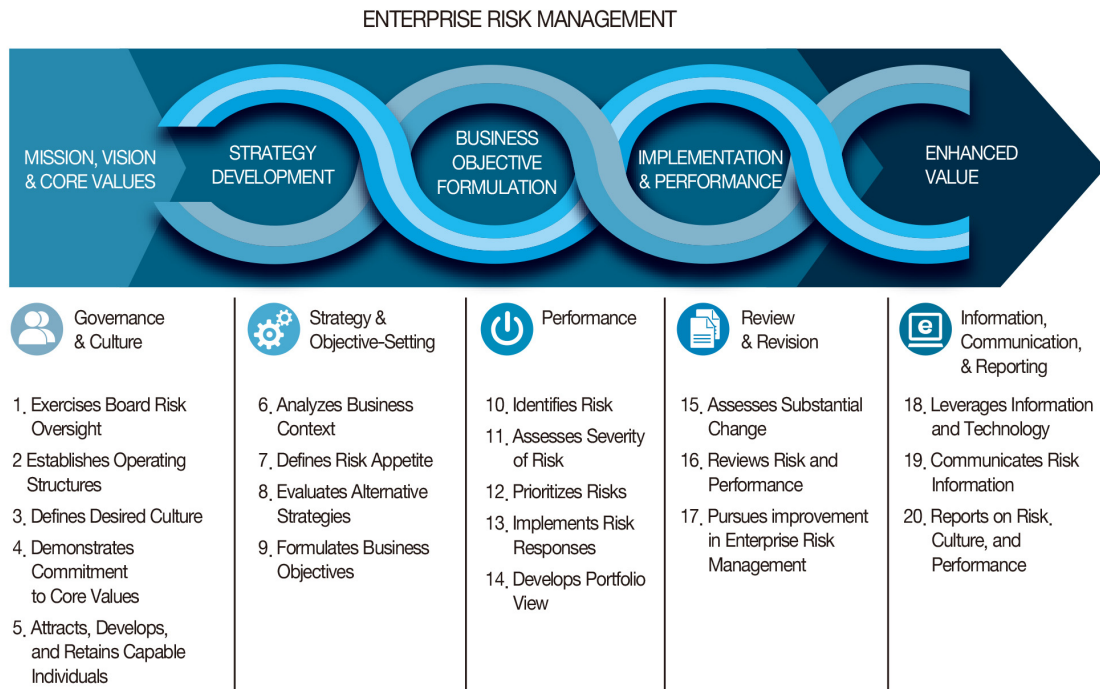 ENTERPRISE RISK MANAGEMENT
MISSION, VISION
& CORE VALUES
STRATEGY
DEVELOPMENT
BUSINESS
OBJECTIVE
FORMULATION
IMPLEMENTATION
& PERFORMANCE
ENHANCED
VALUE
Governance
& Culture
1. Exercises Board Risk
Oversight
2 Establishes Operating
Structures
3. Defines Desired Culture
4. Demonstrates
Commitment
to Core Values
5. Attracts, Develops,
and Retains Capable
Individuals
Strategy &
Objective-Setting
6. Analyzes Business
Context
7. Defines Risk Appetite
8. Evaluates Alternative
Strategies
9. Formulates Business
Objectives
Performance
10. Identifies Risk
11. Assesses Severity
of Risk
12. Prioritizes Risks
13. Implements Risk
Responses
14. Develops Portfolio
View
Review
& Revision
15. Assesses Substantial
Change
16. Reviews Risk and
Performance
17. Pursues improvement
in Enterprise Risk
Management
e
Information,
Communication,
& Reporting
18. Leverages Information
and Technology
19. Communicates Risk
Information
20. Reports on Risk.
Culture, and
Performance